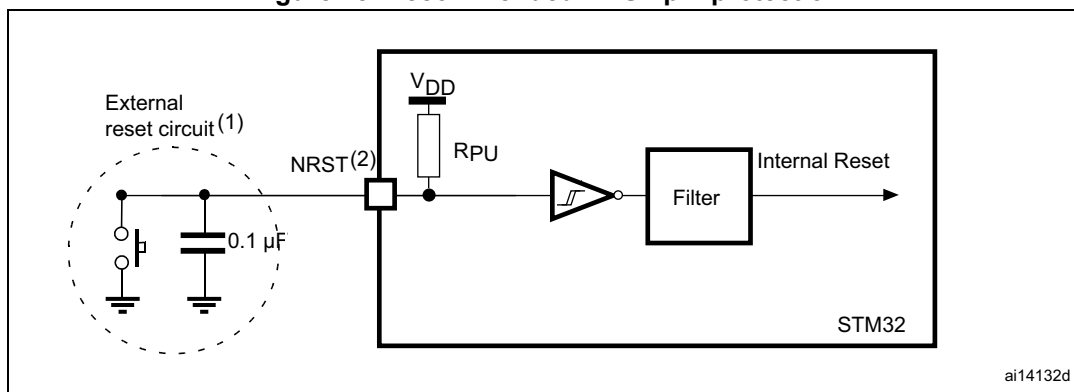 VDD
External
reset circuit(1)
NRST(2)
RPU
Internal Reset
Filter
0.1 μF
STM32
ai14132d